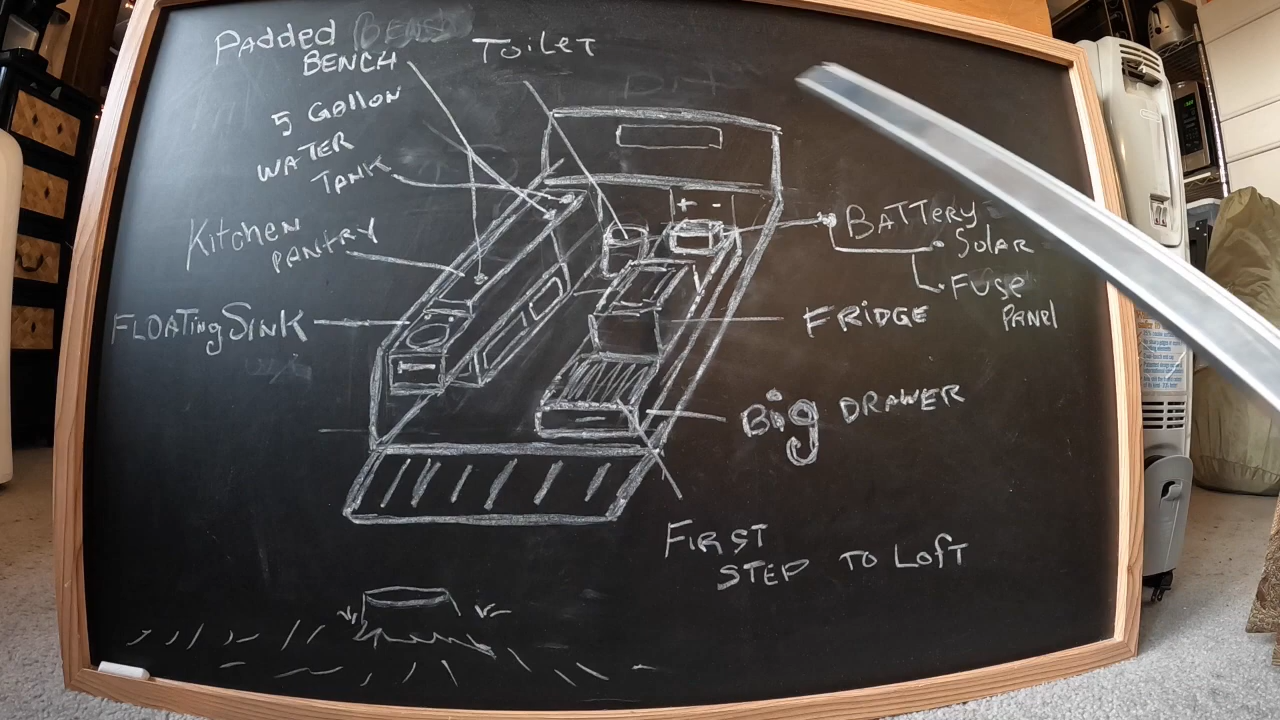 Padded
BENCH
Toilet
5 Gallon
WATER
TANK
Kitchen
PANTRY
FLOATing SINK
+ -
BATTery
Solar
Fuse
PANel
FRIDGE
Big DRAWER
FIRST
STEP TO LOFT